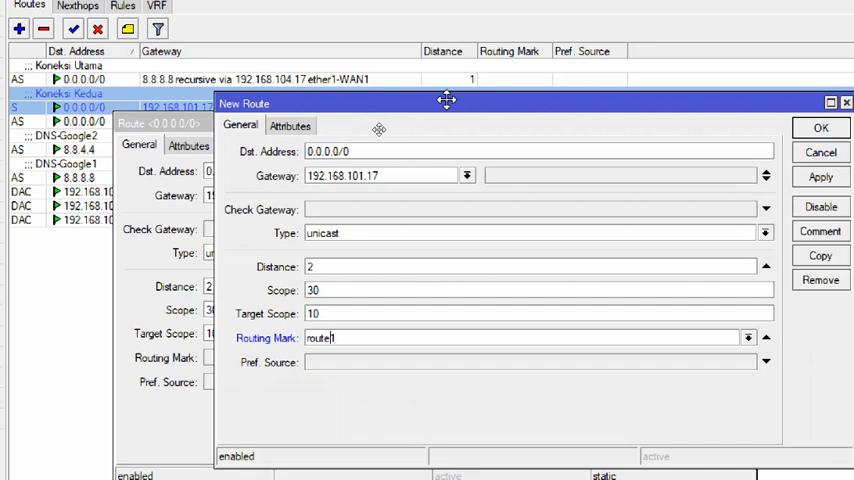 Routes Nexthops Rules VRF
Dst. Address / Gateway Distance Routing Mark Pref. Source
;;; Koneksi Utama
AS 0.0.0.0/0 8.8.8.8 recursive via 192.168.104.17 ether1-WAN1 1
;;; Koneksi Kedua
S 0.0.0.0/0 192.168.101.17
AS 0.0.0.0/0
;;; DNS-Google2
AS 8.8.4.4
;;; DNS-Google1
AS 8.8.8.8
DAC 192.168.10
DAC 192.168.10
DAC 192.168.10
Route <0.0.0.0/0>
General Attributes
Dst. Address: 0.
Gateway: 19
Check Gateway:
Type: un
Distance: 2
Scope: 30
Target Scope: 10
Routing Mark:
Pref. Source:
enabled active static
New Route
General Attributes
Dst. Address: 0.0.0.0/0
Gateway: 192.168.101.17
Check Gateway:
Type: unicast
Distance: 2
Scope: 30
Target Scope: 10
Routing Mark: route1
Pref. Source:
enabled active
OK
Cancel
Apply
Disable
Comment
Copy
Remove